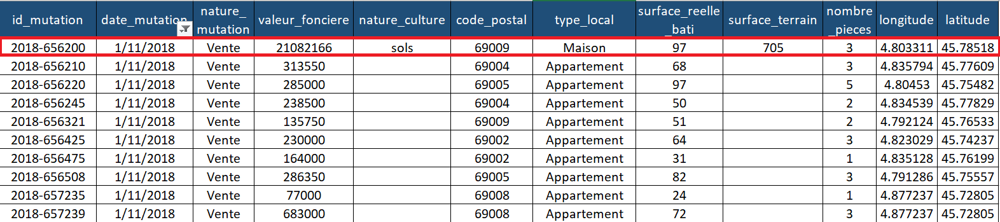 id_mutation date_mutation nature_mutation valeur_fonciere nature_culture code_postal type_local surface_reelle_bati surface_terrain nombre_pieces longitude latitude
2018-656200 1/11/2018 Vente 21082166 sols 69009 Maison 97 705 3 4.803311 45.78518
2018-656210 1/11/2018 Vente 313550 69004 Appartement 68 3 4.835794 45.77609
2018-656220 1/11/2018 Vente 285000 69005 Appartement 97 5 4.80453 45.75482
2018-656245 1/11/2018 Vente 238500 69004 Appartement 50 2 4.834539 45.77829
2018-656321 1/11/2018 Vente 135750 69009 Appartement 51 2 4.792124 45.76533
2018-656425 1/11/2018 Vente 230000 69002 Appartement 64 3 4.823029 45.74237
2018-656475 1/11/2018 Vente 164000 69002 Appartement 31 1 4.835128 45.76199
2018-656508 1/11/2018 Vente 286350 69005 Appartement 82 3 4.791286 45.75557
2018-657235 1/11/2018 Vente 77000 69008 Appartement 24 1 4.877237 45.72805
2018-657239 1/11/2018 Vente 683000 69008 Appartement 72 3 4.877237 45.72805